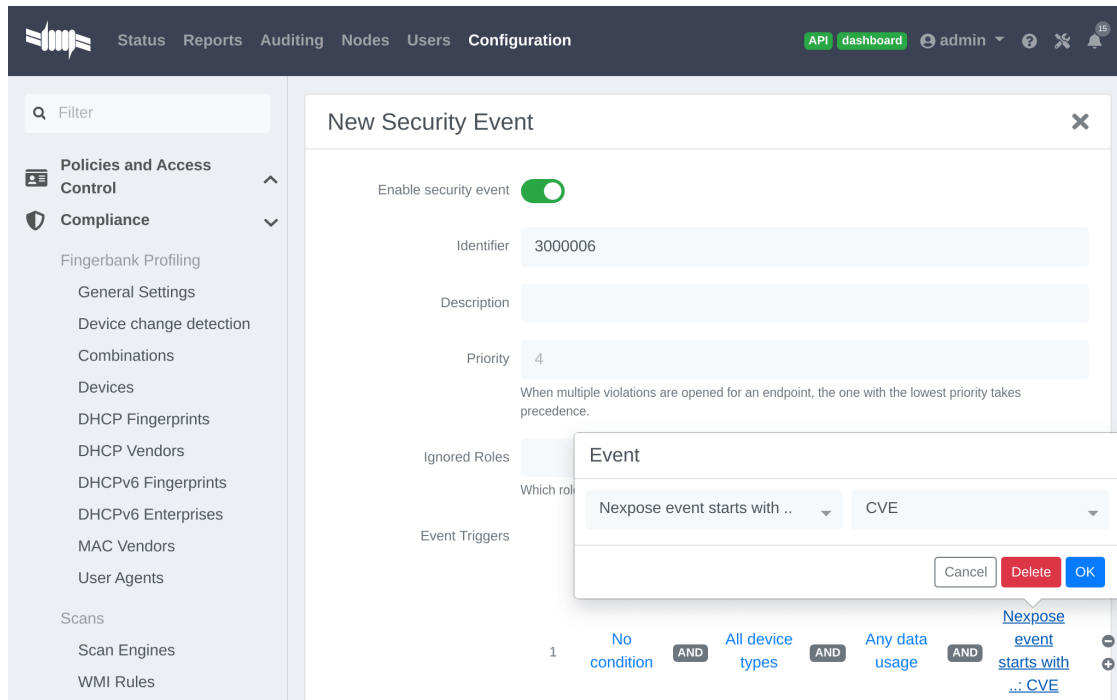 Status Reports Auditing Nodes Users Configuration API dashboard admin 15
Filter
Policies and Access
Control
Compliance
Fingerbank Profiling
General Settings
Device change detection
Combinations
Devices
DHCP Fingerprints
DHCP Vendors
DHCPv6 Fingerprints
DHCPv6 Enterprises
MAC Vendors
User Agents
Scans
Scan Engines
WMI Rules
New Security Event
Enable security event
Identifier 3000006
Description
Priority 4
When multiple violations are opened for an endpoint, the one with the lowest priority takes
precedence.
Ignored Roles
Which
Event Triggers
Event
Nexpose event starts with .. CVE
Cancel Delete OK
1
No
condition
AND
All device
types
AND
Any data
usage
AND
Nexpose
event
starts with
..: CVE